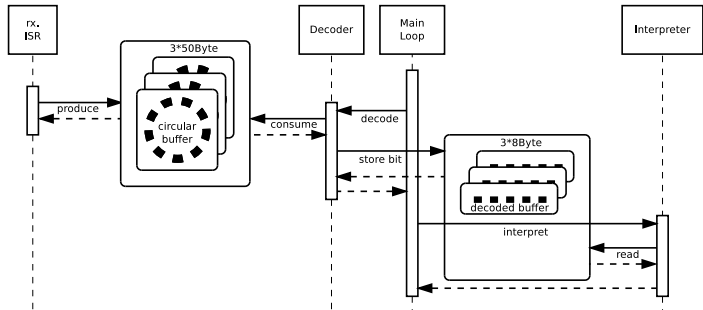 rx.
ISR
Decoder
Main
Loop
Interpreter
3*50Byte
produce
circular
buffer
consume
decode
3*8Byte
store bit
decoded buffer
interpret
read